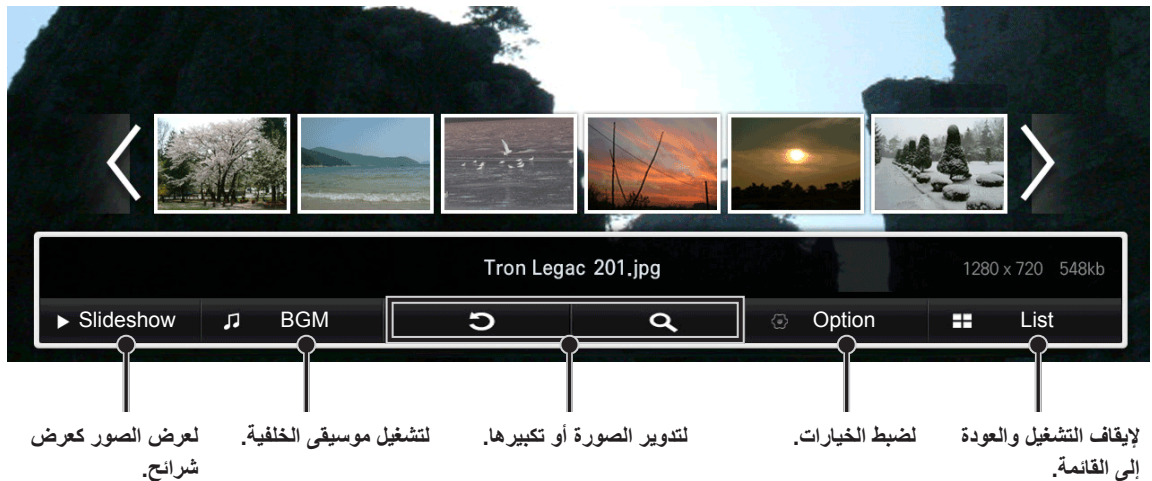 Tron Legac 201.jpg
1280 x 720 548kb
Slideshow
BGM
Option
List
لعرض الصور كعرض
شرائح.
لتشغيل موسيقى الخلفية.
لتدوير الصورة أو تكبيرها.
لضبط الخيارات.
لإيقاف التشغيل والعودة
إلى القائمة.